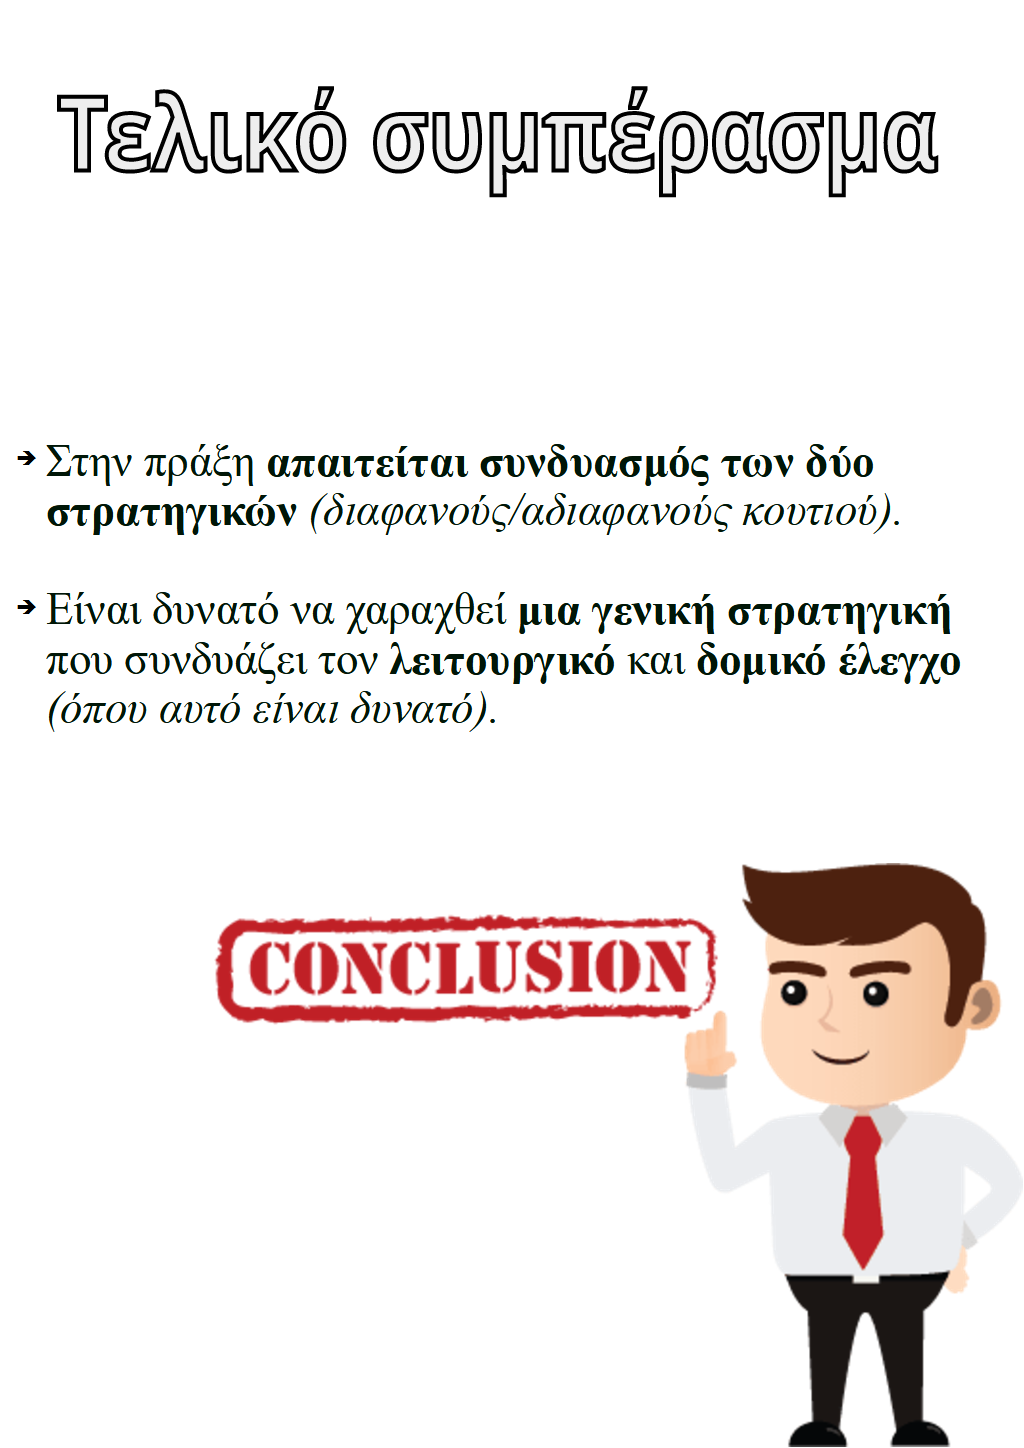 Τελικό συμπέρασμα
➔ Στην πράξη απαιτείται συνδυασμός των δύο
στρατηγικών (διαφανούς/αδιαφανούς κουτιού).
➔ Είναι δυνατό να χαραχθεί μια γενική στρατηγική
που συνδυάζει τον λειτουργικό και δομικό έλεγχο
(όπου αυτό είναι δυνατό).
CONCLUSION